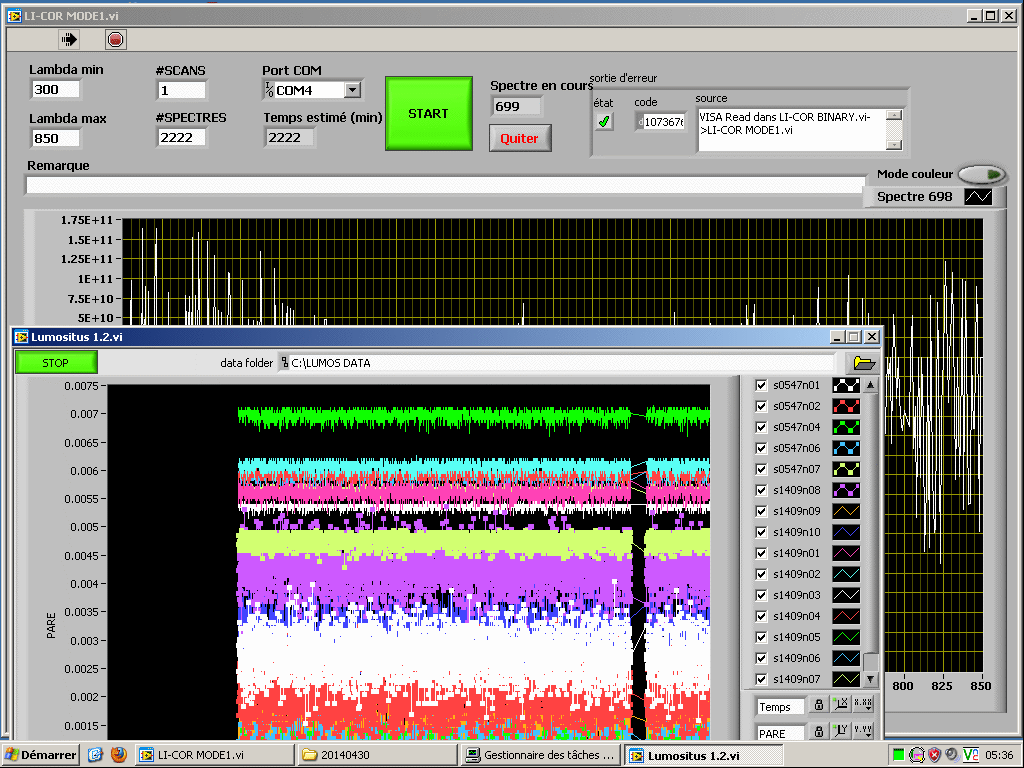 LI-COR MODE1.vi
Lambda min
#SCANS
Port COM
300
1
COM4
Lambda max
#SPECTRES
Temps estimé (min)
850
2222
2222
START
Spectre en cours
699
Quiter
sortie d'erreur
état
code
source
1073676
VISA Read dans LI-COR BINARY.vi-
>LI-COR MODE1.vi
Remarque
Mode couleur
Spectre 698
1.75E+11
1.5E+11
1.25E+11
1E+11
7.5E+10
5E+10
Lumositus 1.2.vi
STOP
data folder
C:\LUMOS DATA
0.0075
0.007
0.0065
0.006
0.0055
0.005
0.0045
0.004
0.0035
0.003
0.0025
0.002
0.0015
PARE
s0547n01
s0547n02
s0547n04
s0547n06
s0547n07
s1409n08
s1409n09
s1409n10
s1409n01
s1409n02
s1409n03
s1409n04
s1409n05
s1409n06
s1409n07
800 825 850
Temps
PARE
Démarrer
LI-COR MODE1.vi
20140430
Gestionnaire des tâches ...
Lumositus 1.2.vi
05:36